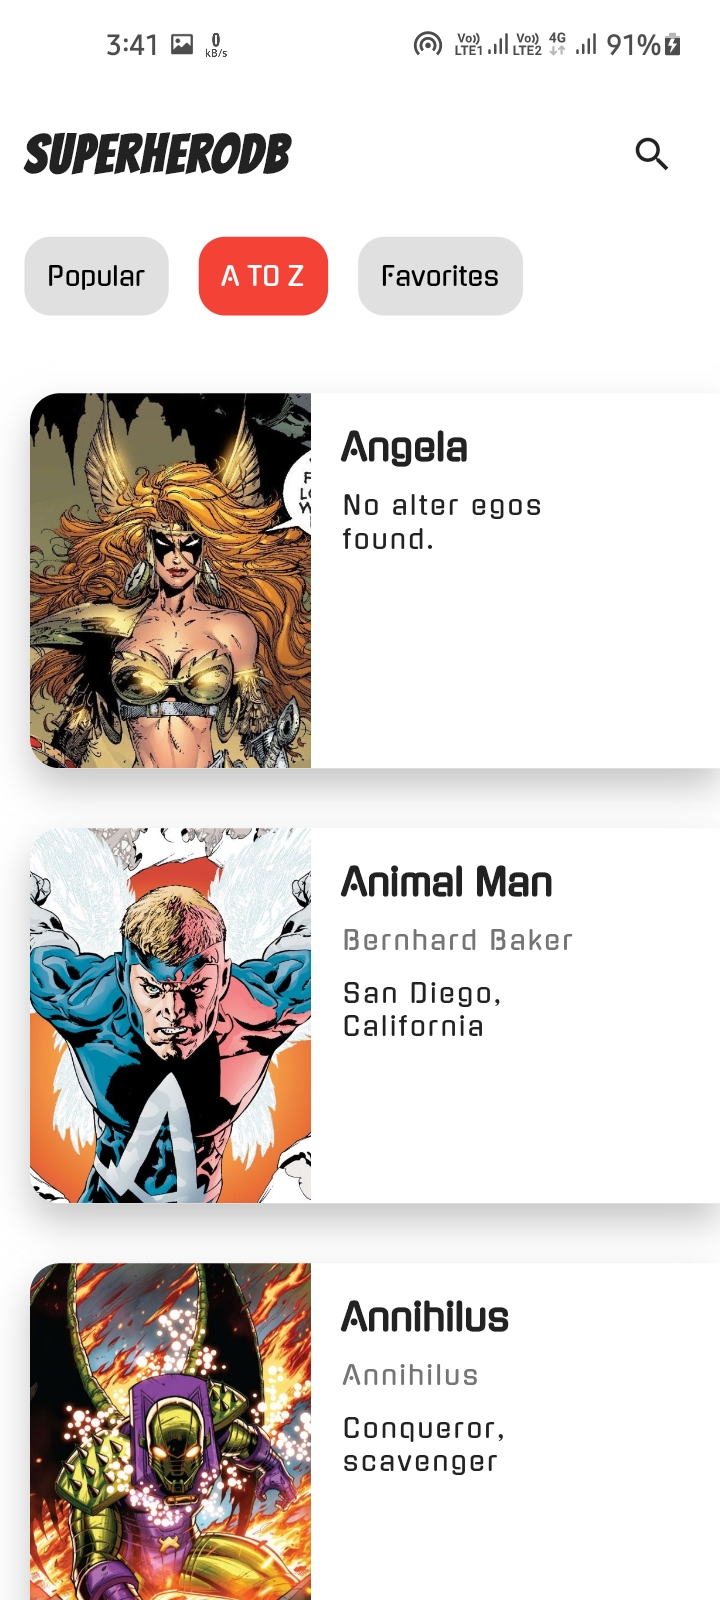 3:41 0 kB/s Vo)) LTE1 Vo)) LTE2 4G 91%
SUPERHERODB
Popular A TO Z Favorites
Angela
No alter egos
found.
Animal Man
Bernhard Baker
San Diego,
California
A
Annihilus
Annihilus
Conqueror,
scavenger